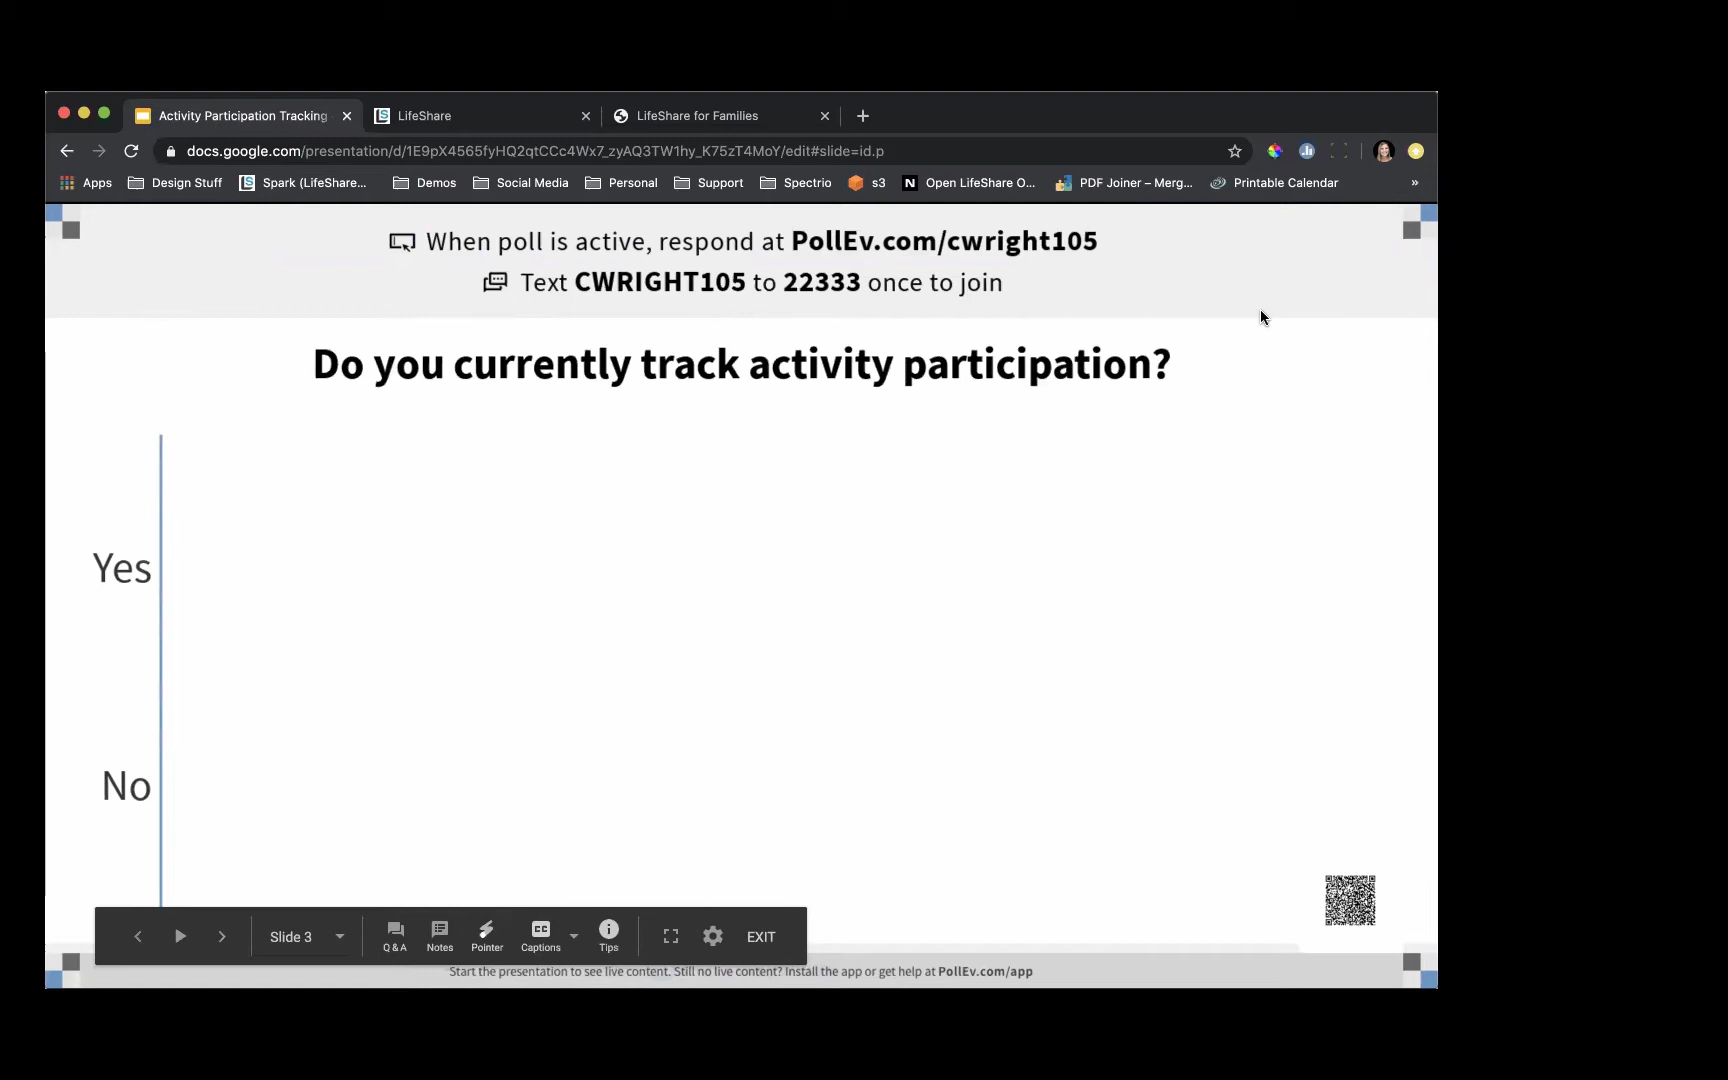 Activity Participation Tracking
LifeShare
LifeShare for Families
docs.google.com/presentation/d/1E9pX4565fyHQ2qtCCc4Wx7_zyAQ3TW1hy_K75zT4MoY/edit#slide=id.p
Apps
Design Stuff
Spark (LifeShare...
Demos
Social Media
Personal
Support
Spectrio
s3
Open LifeShare O...
PDF Joiner – Merg...
Printable Calendar
»
When poll is active, respond at PollEv.com/cwright105
Text CWRIGHT105 to 22333 once to join
Do you currently track activity participation?
Yes
No
Slide 3
Q & A
Notes
Pointer
Captions
Tips
EXIT
Start the presentation to see live content. Still no live content? Install the app or get help at PollEv.com/app